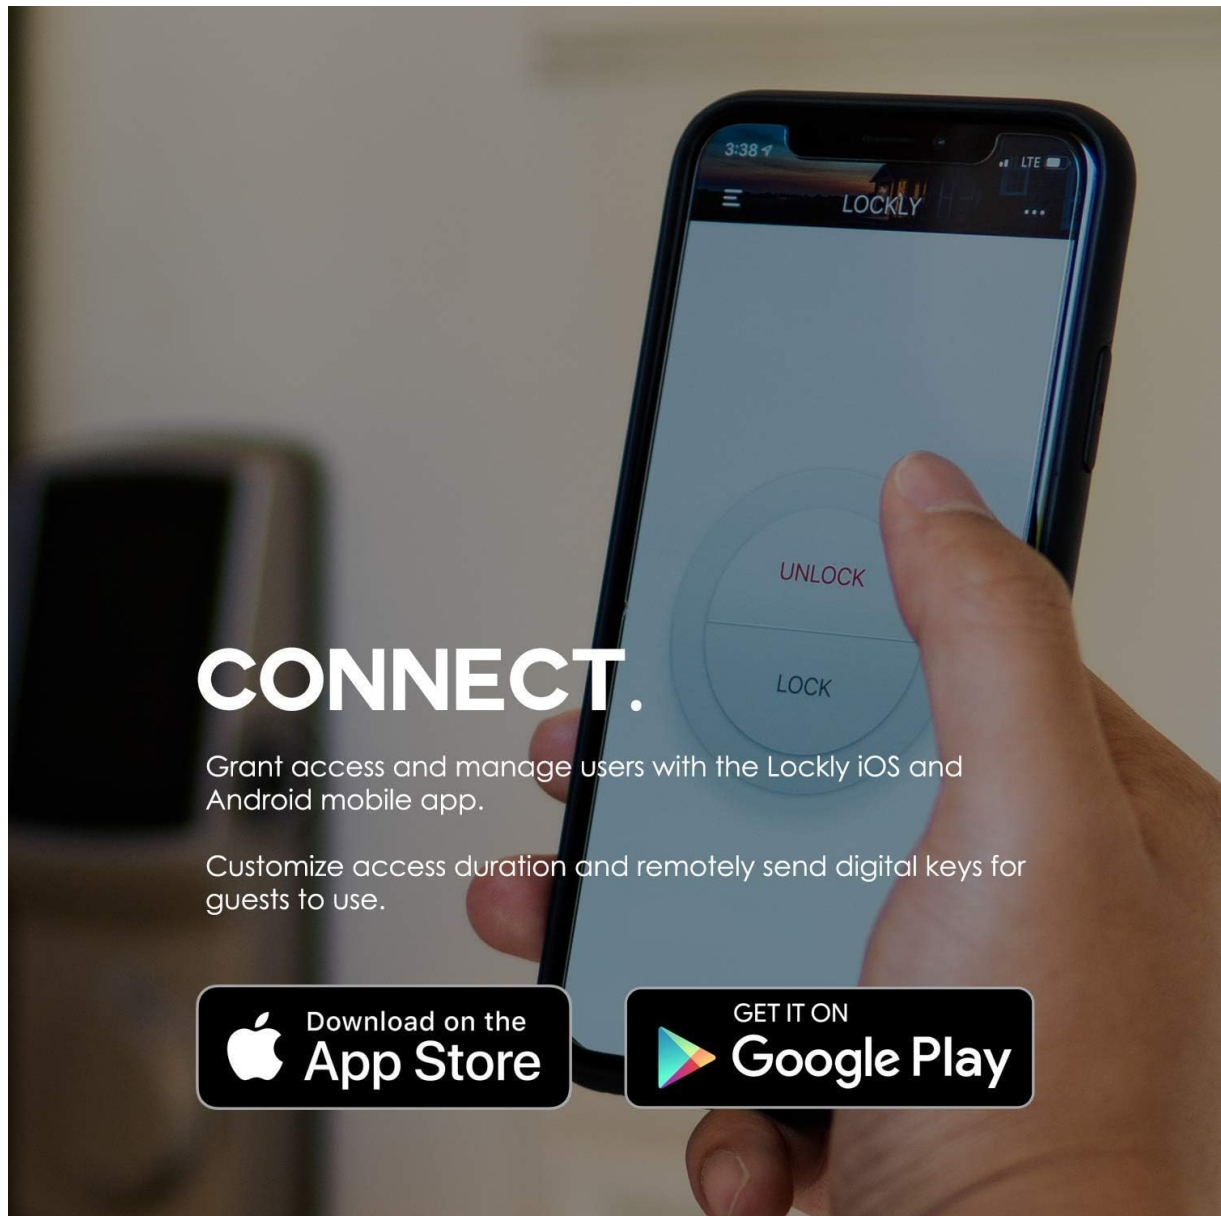 3:38
LTE
LOCKLY
UNLOCK
LOCK
CONNECT.
Grant access and manage users with the Lockly iOS and
Android mobile app.
Customize access duration and remotely send digital keys for
guests to use.
Download on the
App Store
GET IT ON
Google Play